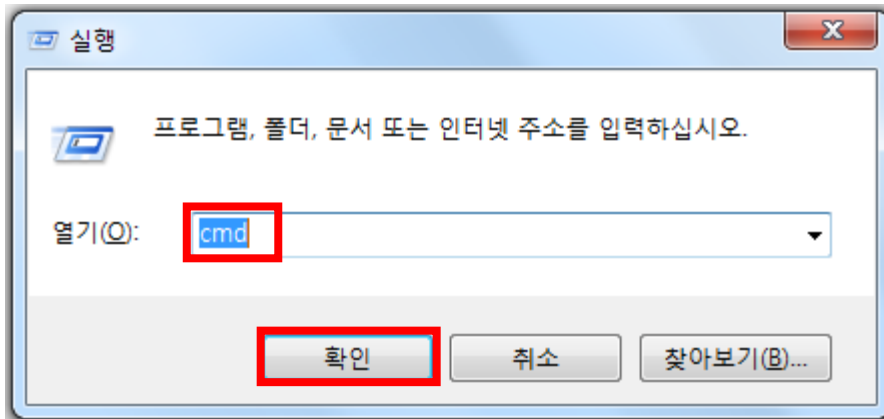 실행
프로그램, 폴더, 문서 또는 인터넷 주소를 입력하십시오.
열기(O): cmd
확인 취소 찾아보기(B)...